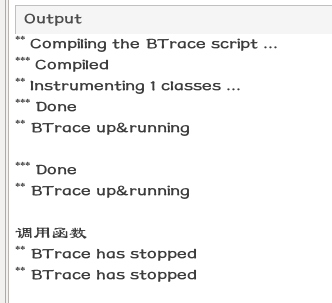 Output
** Compiling the BTrace script ...
*** Compiled
** Instrumenting 1 classes ...
*** Done
** BTrace up&running
*** Done
** BTrace up&running
调用函数
** BTrace has stopped
** BTrace has stopped